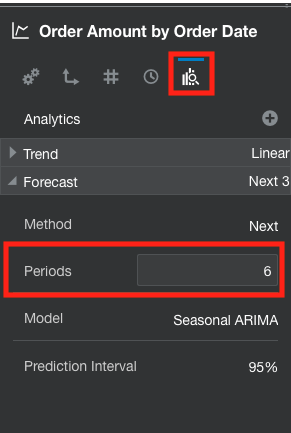 Order Amount by Order Date
Analytics
Trend Linear
Forecast Next 3
Method Next
Periods 6
Model Seasonal ARIMA
Prediction Interval 95%